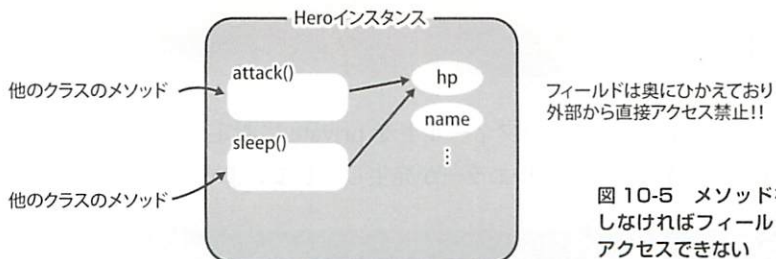 Heroインスタンス
attack()
hp
他のクラスのメソッド
フィールドは奥にひかえており
外部から直接アクセス禁止!!
name
sleep()
⋮
他のクラスのメソッド
図 10-5 メソッド
しなければフィール
アクセスできない